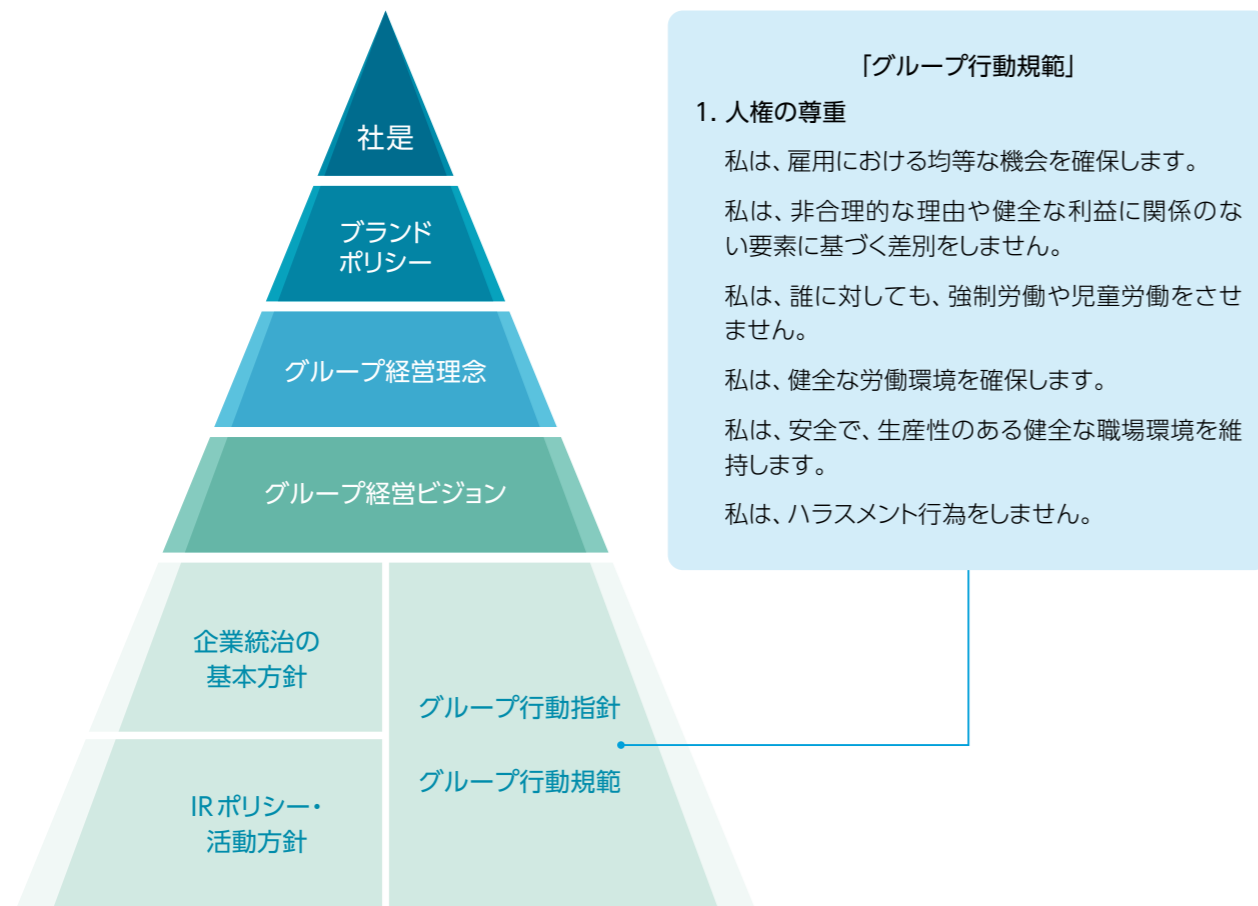 社是
ブランド
ポリシー
グループ経営理念
グループ経営ビジョン
企業統治の
基本方針
IRポリシー・
活動方針
グループ行動指針
グループ行動規範
「グループ行動規範」
1. 人権の尊重
私は、雇用における均等な機会を確保します。
私は、非合理的な理由や健全な利益に関係のな
い要素に基づく差別をしません。
私は、誰に対しても、強制労働や児童労働をさせ
ません。
私は、健全な労働環境を確保します。
私は、安全で、生産性のある健全な職場環境を維
持します。
私は、ハラスメント行為をしません。